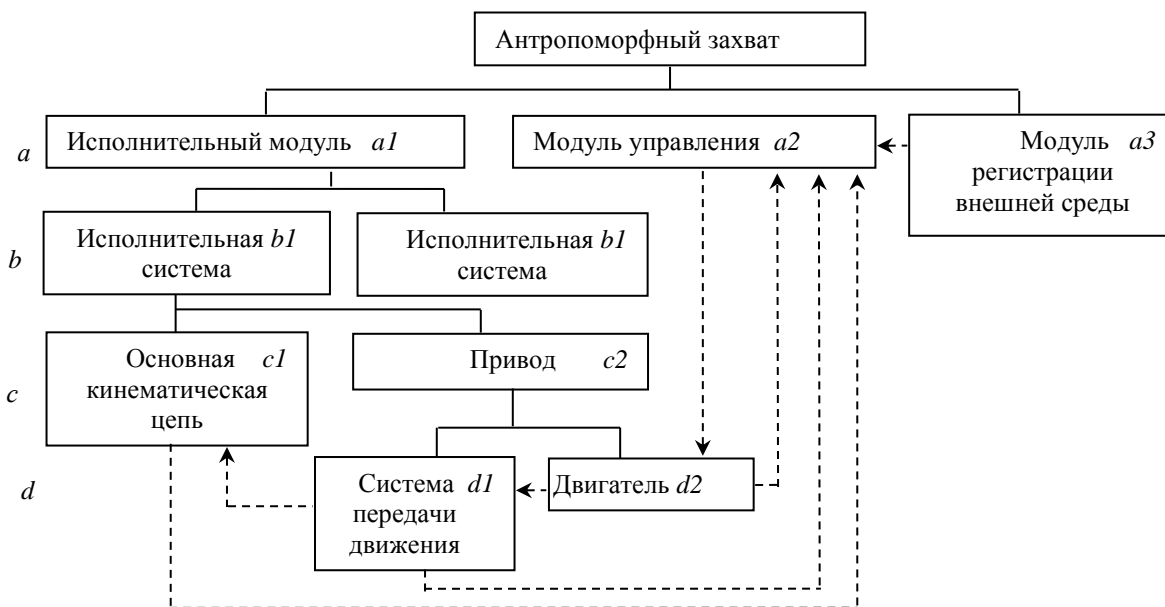 Антропоморфный захват
a
Исполнительный модуль a1
Модуль управления a2
Модуль a3
регистрации
внешней среды
b
Исполнительная b1
система
Исполнительная b1
система
c
Основная c1
кинематическая
цепь
Привод c2
d
Система d1
передачи
движения
Двигатель d2